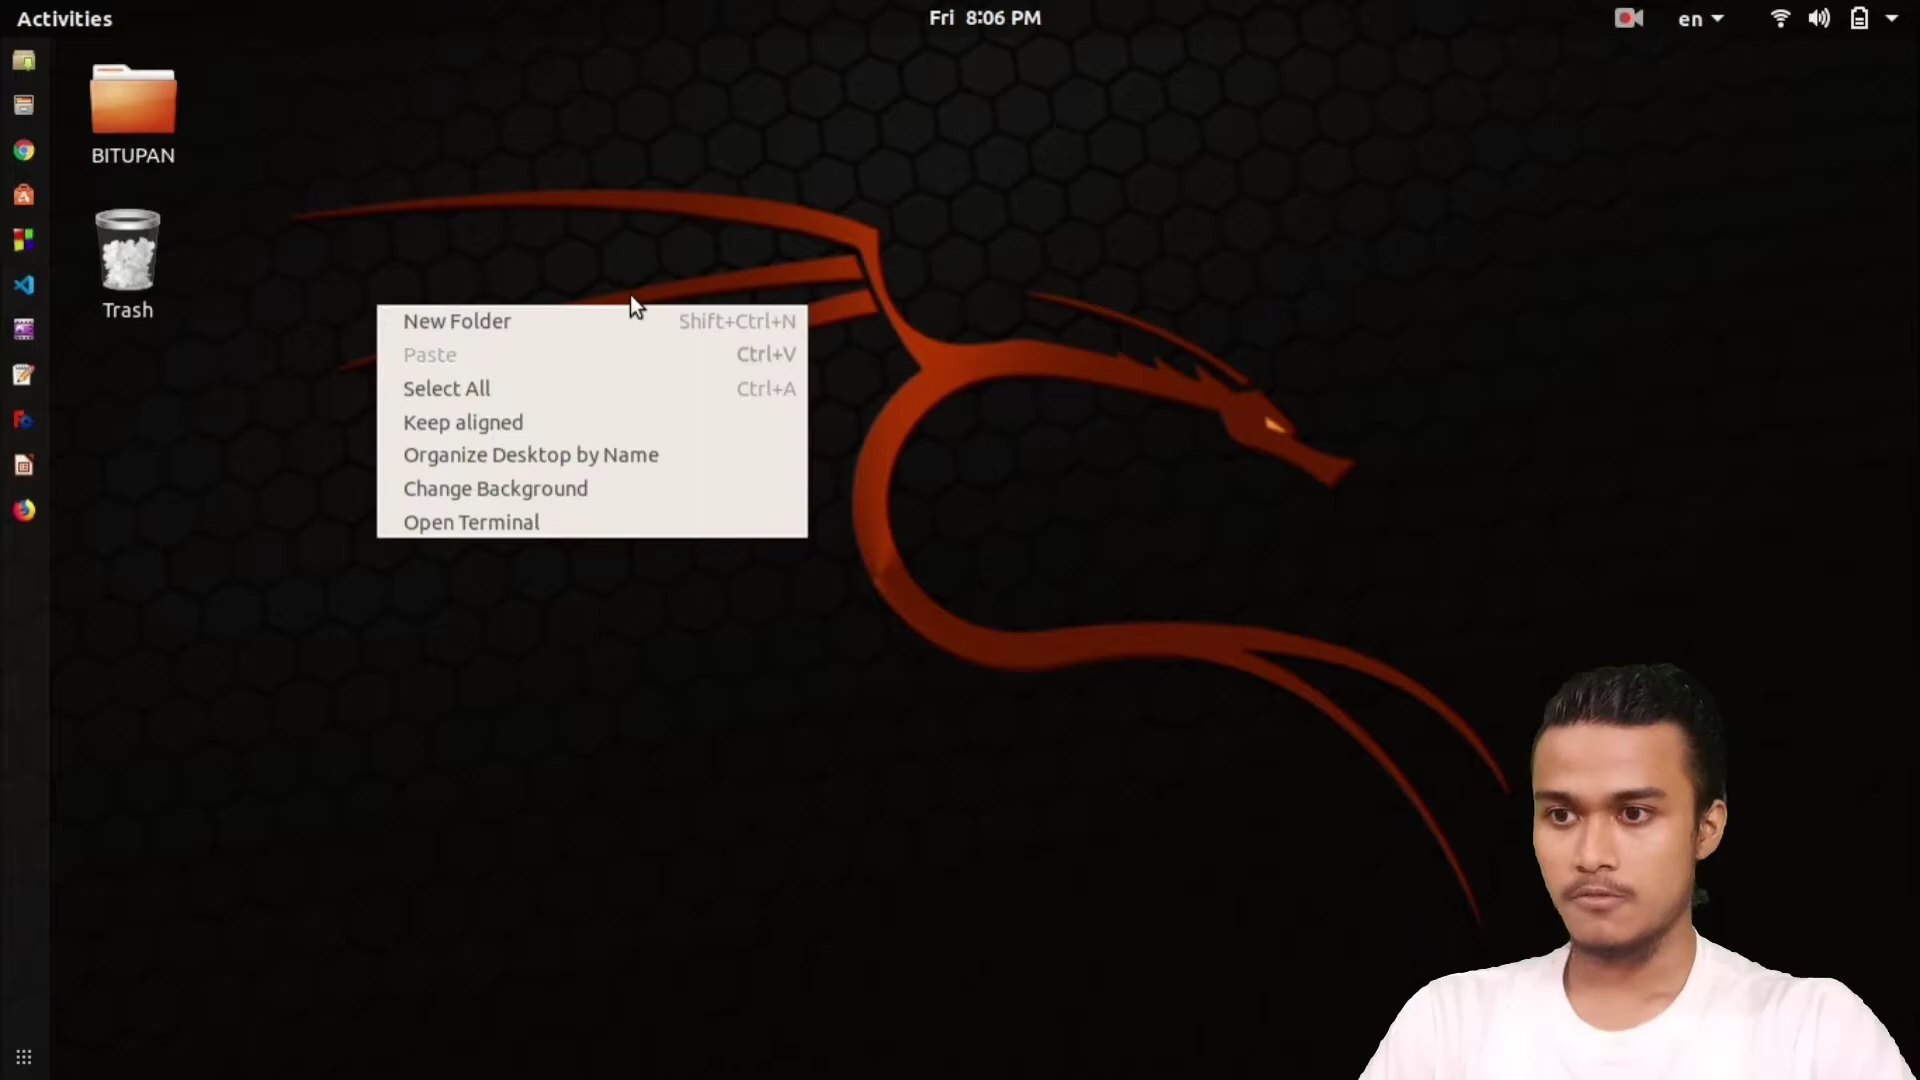 Activities
Fri 8:06 PM
en
BITUPAN
Trash
New Folder Shift+Ctrl+N
Paste Ctrl+V
Select All Ctrl+A
Keep aligned
Organize Desktop by Name
Change Background
Open Terminal